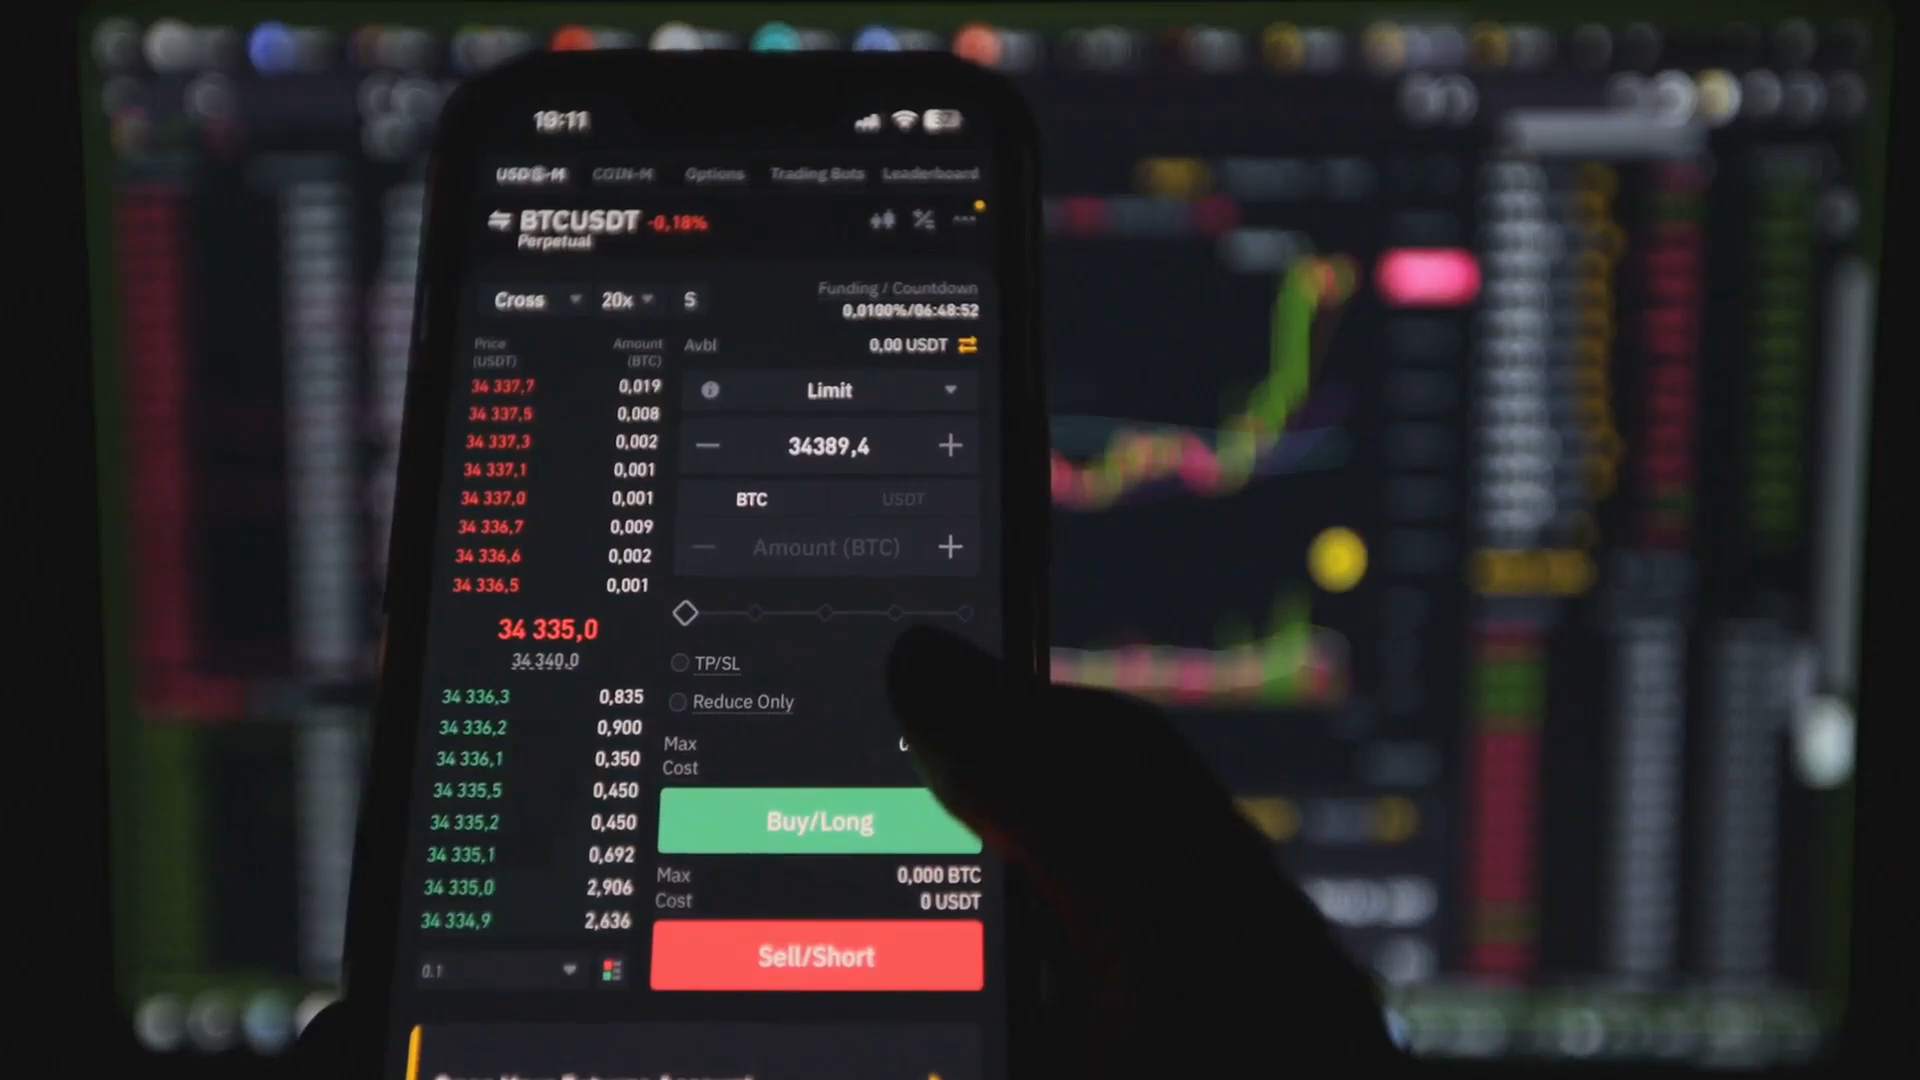 19:11
USDⓈ-M COIN-M Options Trading Bots Leaderboard
BTCUSDT -0,18%
Perpetual
Cross 20x S
Funding / Countdown
0,0100%/06:48:52
Price (USDT)
Amount (BTC)
34 337,7 0,019
34 337,5 0,008
34 337,3 0,002
34 337,1 0,001
34 337,0 0,001
34 336,7 0,009
34 336,6 0,002
34 336,5 0,001
34 335,0
34 340,0
34 336,3 0,835
34 336,2 0,900
34 336,1 0,350
34 335,5 0,450
34 335,2 0,450
34 335,1 0,692
34 335,0 2,906
34 334,9 2,636
0.1
Avbl 0,00 USDT
Limit
34389,4
BTC USDT
Amount (BTC)
TP/SL
Reduce Only
Max
Cost
Buy/Long
Max 0,000 BTC
Cost 0 USDT
Sell/Short